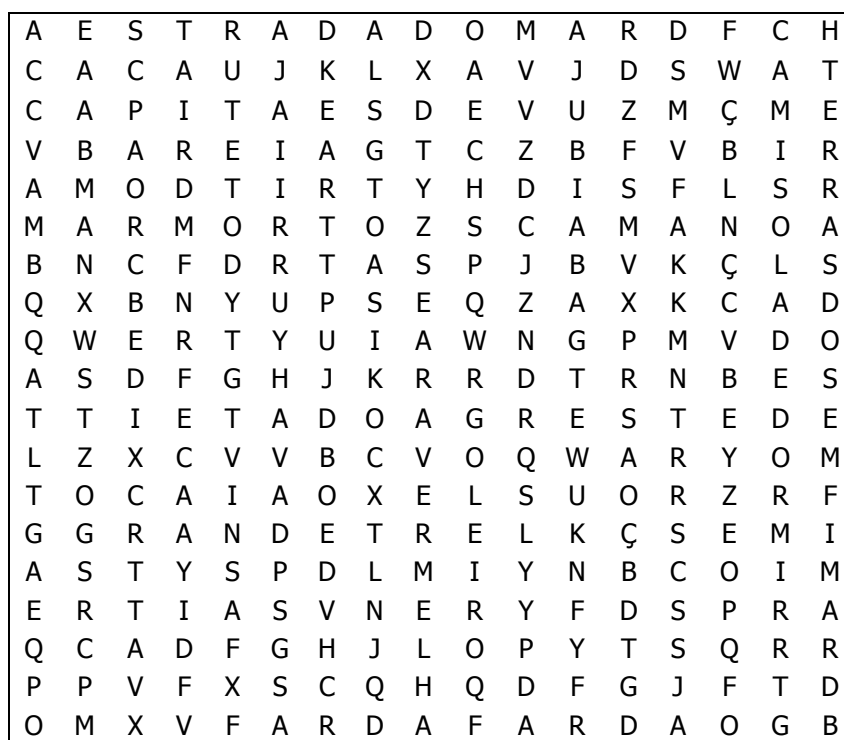 A E S T R A D A D O M A R D F C H
C A C A U J K L X A V J D S W A T
C A P I T A E S D E V U Z M Ç M E
V B A R E I A G T C Z B F V B I R
A M O D T I R T Y H D I S F L S R
M A R M O R T O Z S C A M A N O A
B N C F D R T A S P J B V K Ç L S
Q X B N Y U P S E Q Z A X K C A D
Q W E R T Y U I A W N G P M V D O
A S D F G H J K R R D T R N B E S
T T I E T A D O A G R E S T E D E
L Z X C V V B C V O Q W A R Y O M
T O C A I A O X E L S U O R Z R F
G G R A N D E T R E L K Ç S E M I
A S T Y S P D L M I Y N B C O I M
E R T I A S V N E R Y F D S P R A
Q C A D F G H J L O P Y T S Q R R
P P V F X S C Q H Q D F G J F T D
O M X V F A R D A F A R D A O G B